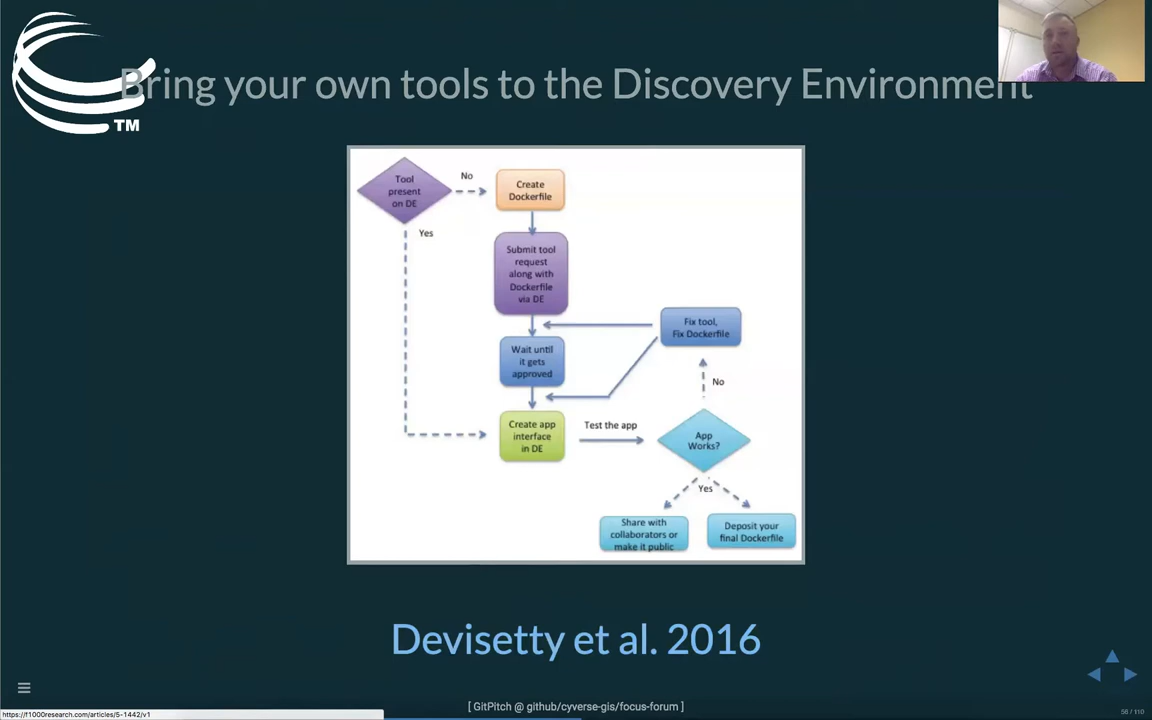 Bring your own tools to the Discovery Environment
TM
Tool
present
on DE
No
Yes
Create
Dockerfile
Submit tool
request
along with
Dockerfile
via DE
Wait until
it gets
approved
Create app
interface
in DE
Test the app
Fix tool,
Fix Dockerfile
No
App
Works?
Yes
Share with
collaborators or
make it public
Deposit your
final Dockerfile
Devisetty et al. 2016
[ GitPitch @ github/cyverse-gis/focus-forum ]
https://f1000research.com/articles/5-1442/v1
58 / 110